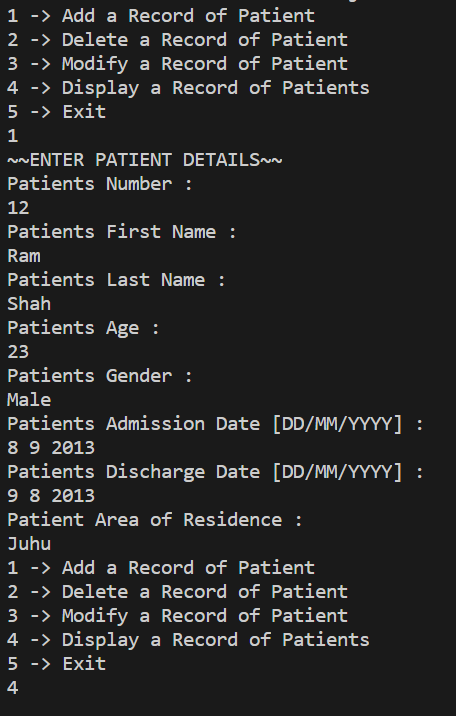 1 -> Add a Record of Patient
2 -> Delete a Record of Patient
3 -> Modify a Record of Patient
4 -> Display a Record of Patients
5 -> Exit
1
~~ENTER PATIENT DETAILS~~
Patients Number :
12
Patients First Name :
Ram
Patients Last Name :
Shah
Patients Age :
23
Patients Gender :
Male
Patients Admission Date [DD/MM/YYYY] :
8 9 2013
Patients Discharge Date [DD/MM/YYYY] :
9 8 2013
Patient Area of Residence :
Juhu
1 -> Add a Record of Patient
2 -> Delete a Record of Patient
3 -> Modify a Record of Patient
4 -> Display a Record of Patients
5 -> Exit
4